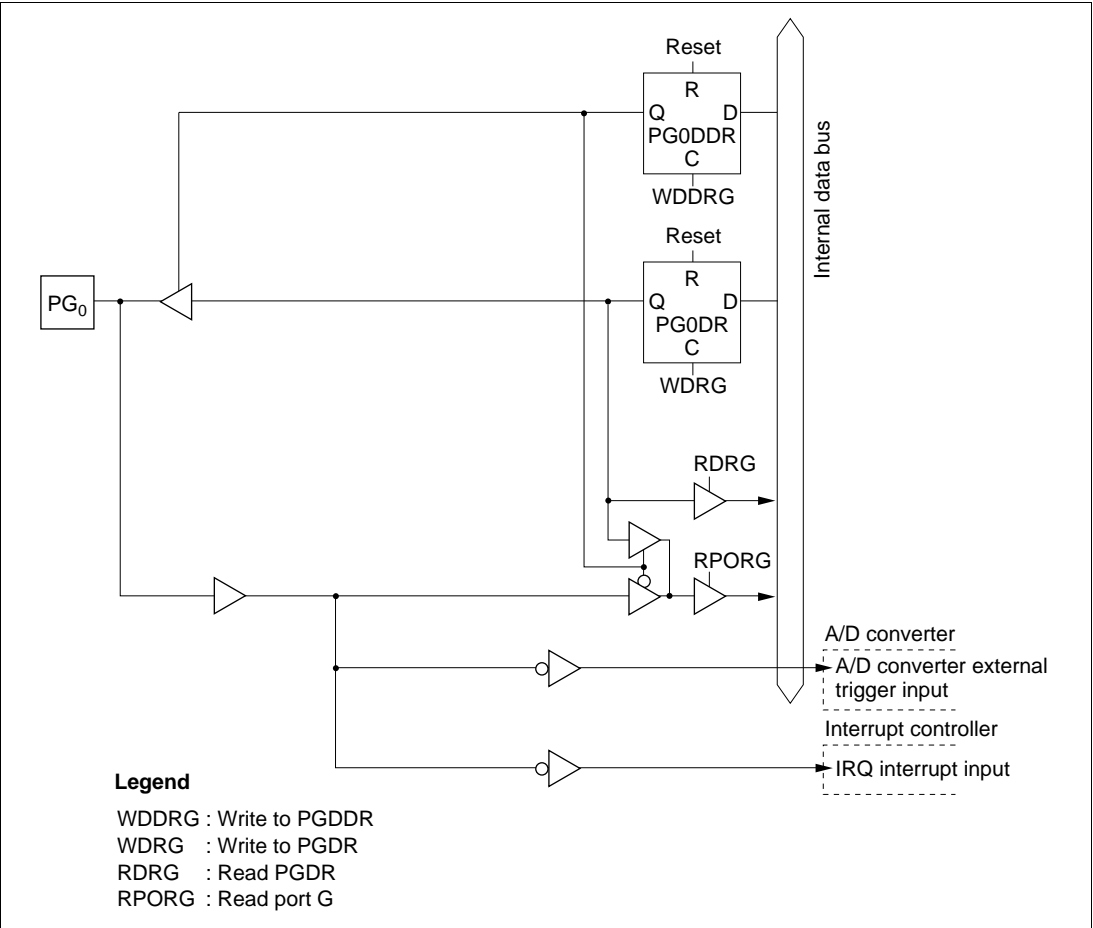 Reset
R
Q D
PG0DDR
C
WDDRG
Internal data bus
Reset
R
Q D
PG0DR
C
WDRG
PG0
RDRG
RPORG
A/D converter
A/D converter external
trigger input
Interrupt controller
IRQ interrupt input
Legend
WDDRG : Write to PGDDR
WDRG : Write to PGDR
RDRG : Read PGDR
RPORG : Read port G